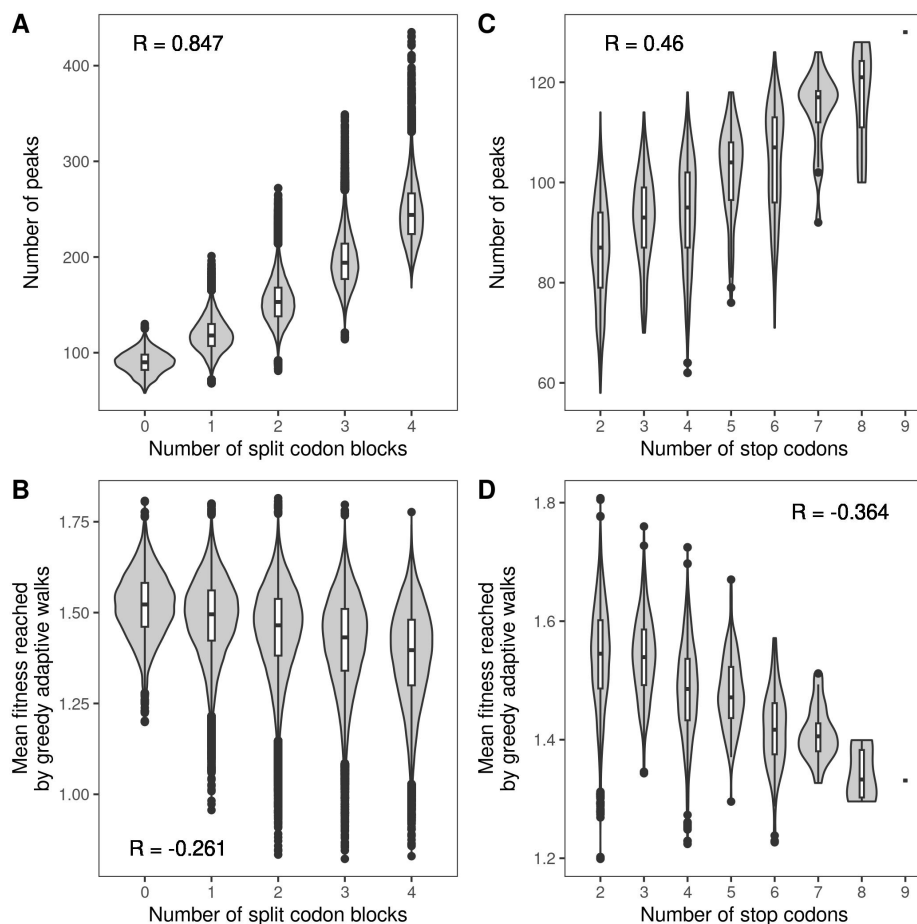 A
R = 0.847
Number of peaks
400
300
200
100
0 1 2 3 4
Number of split codon blocks
C
R = 0.46
Number of peaks
120
100
80
60
2 3 4 5 6 7 8 9
Number of stop codons
B
R = -0.261
Mean fitness reached
by greedy adaptive walks
1.75
1.50
1.25
1.00
0 1 2 3 4
Number of split codon blocks
D
R = -0.364
Mean fitness reached
by greedy adaptive walks
1.8
1.6
1.4
1.2
2 3 4 5 6 7 8 9
Number of stop codons